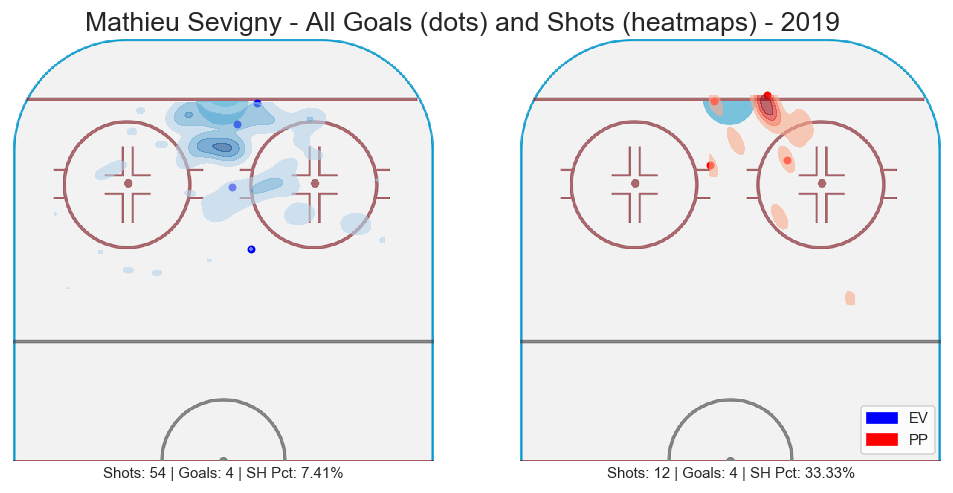 Mathieu Sevigny - All Goals (dots) and Shots (heatmaps) - 2019
EV
PP
Shots: 54 | Goals: 4 | SH Pct: 7.41%
Shots: 12 | Goals: 4 | SH Pct: 33.33%